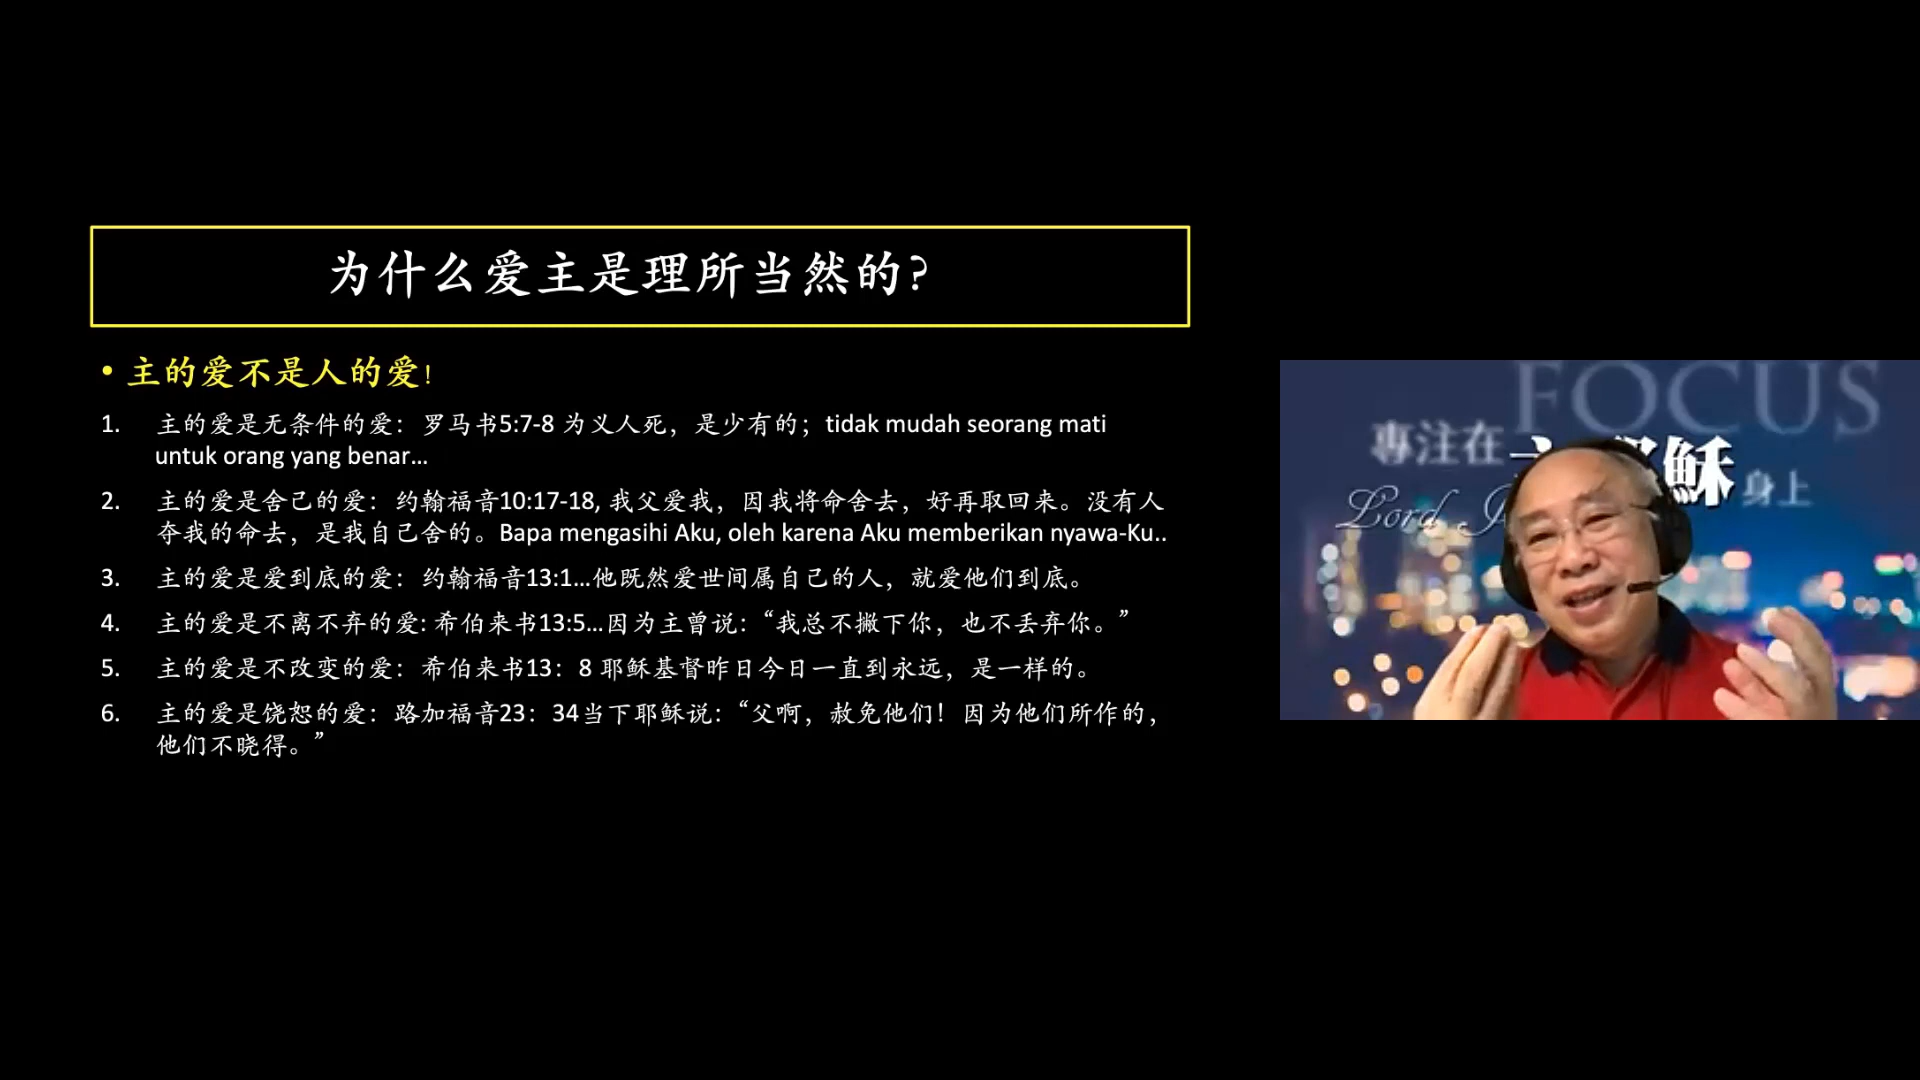 为什么爱主是理所当然的?
• 主的爱不是人的爱!
1. 主的爱是无条件的爱：罗马书5:7-8 为义人死，是少有的；tidak mudah seorang mati
untuk orang yang benar...
2. 主的爱是舍己的爱：约翰福音10:17-18, 我父爱我，因我将命舍去，好再取回来。没有人
夺我的命去，是我自己舍的。Bapa mengasihi Aku, oleh karena Aku memberikan nyawa-Ku..
3. 主的爱是爱到底的爱：约翰福音13:1...他既然爱世间属自己的人，就爱他们到底。
4. 主的爱是不离不弃的爱: 希伯来书13:5...因为主曾说:“我总不撇下你，也不丢弃你。”
5. 主的爱是不改变的爱：希伯来书13：8 耶稣基督昨日今日一直到永远，是一样的。
6. 主的爱是饶恕的爱：路加福音23：34当下耶稣说:“父啊，赦免他们！因为他们所作的，
他们不晓得。”
FOCUS
專注在 穌 身上
Lord